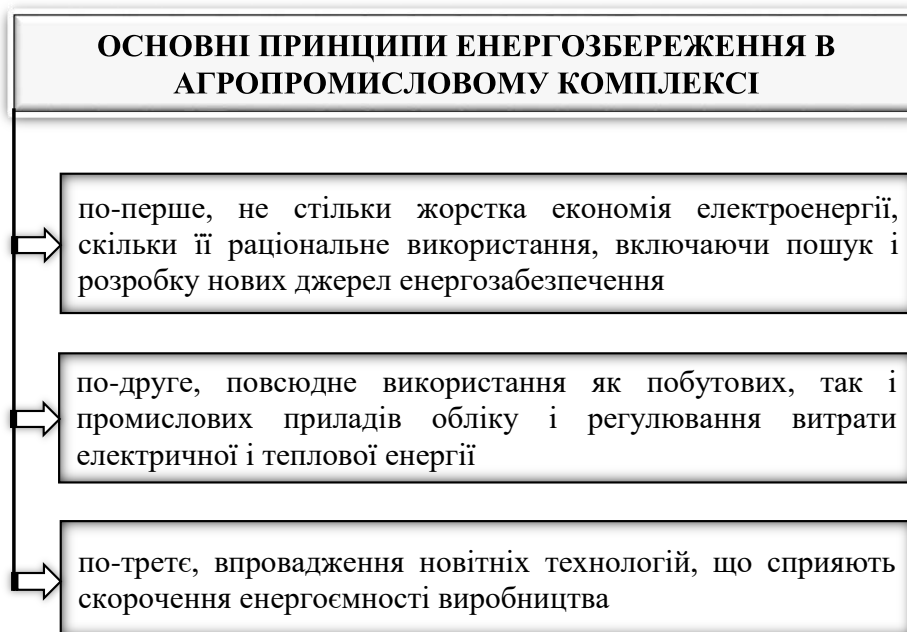 ОСНОВНІ ПРИНЦИПИ ЕНЕРГОЗБЕРЕЖЕННЯ В
АГРОПРОМИСЛОВОМУ КОМПЛЕКСІ
по-перше, не стільки жорстка економія електроенергії,
скільки її раціональне використання, включаючи пошук і
розробку нових джерел енергозабезпечення
по-друге, повсюдне використання як побутових, так і
промислових приладів обліку і регулювання витрати
електричної і теплової енергії
по-третє, впровадження новітніх технологій, що сприяють
скорочення енергоємності виробництва